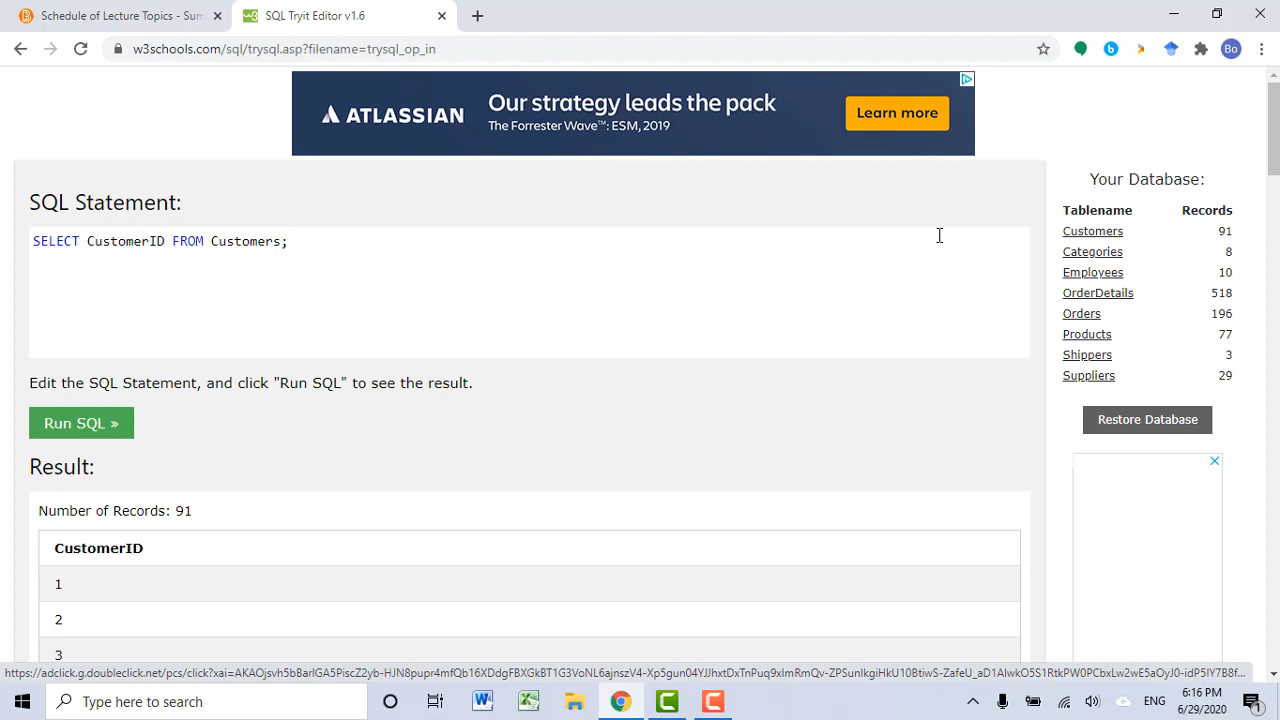 Schedule of Lecture Topics - Sum
SQL Tryit Editor v1.6
w3schools.com/sql/trysql.asp?filename=trysql_op_in
Bo
ATLASSIAN
Our strategy leads the pack
The Forrester Wave™: ESM, 2019
Learn more
SQL Statement:
SELECT CustomerID FROM Customers;
Edit the SQL Statement, and click "Run SQL" to see the result.
Run SQL »
Result:
Number of Records: 91
CustomerID
1
2
3
Your Database:
Tablename Records
Customers 91
Categories 8
Employees 10
OrderDetails 518
Orders 196
Products 77
Shippers 3
Suppliers 29
Restore Database
Type here to search
ENG
6:16 PM
6/29/2020
1